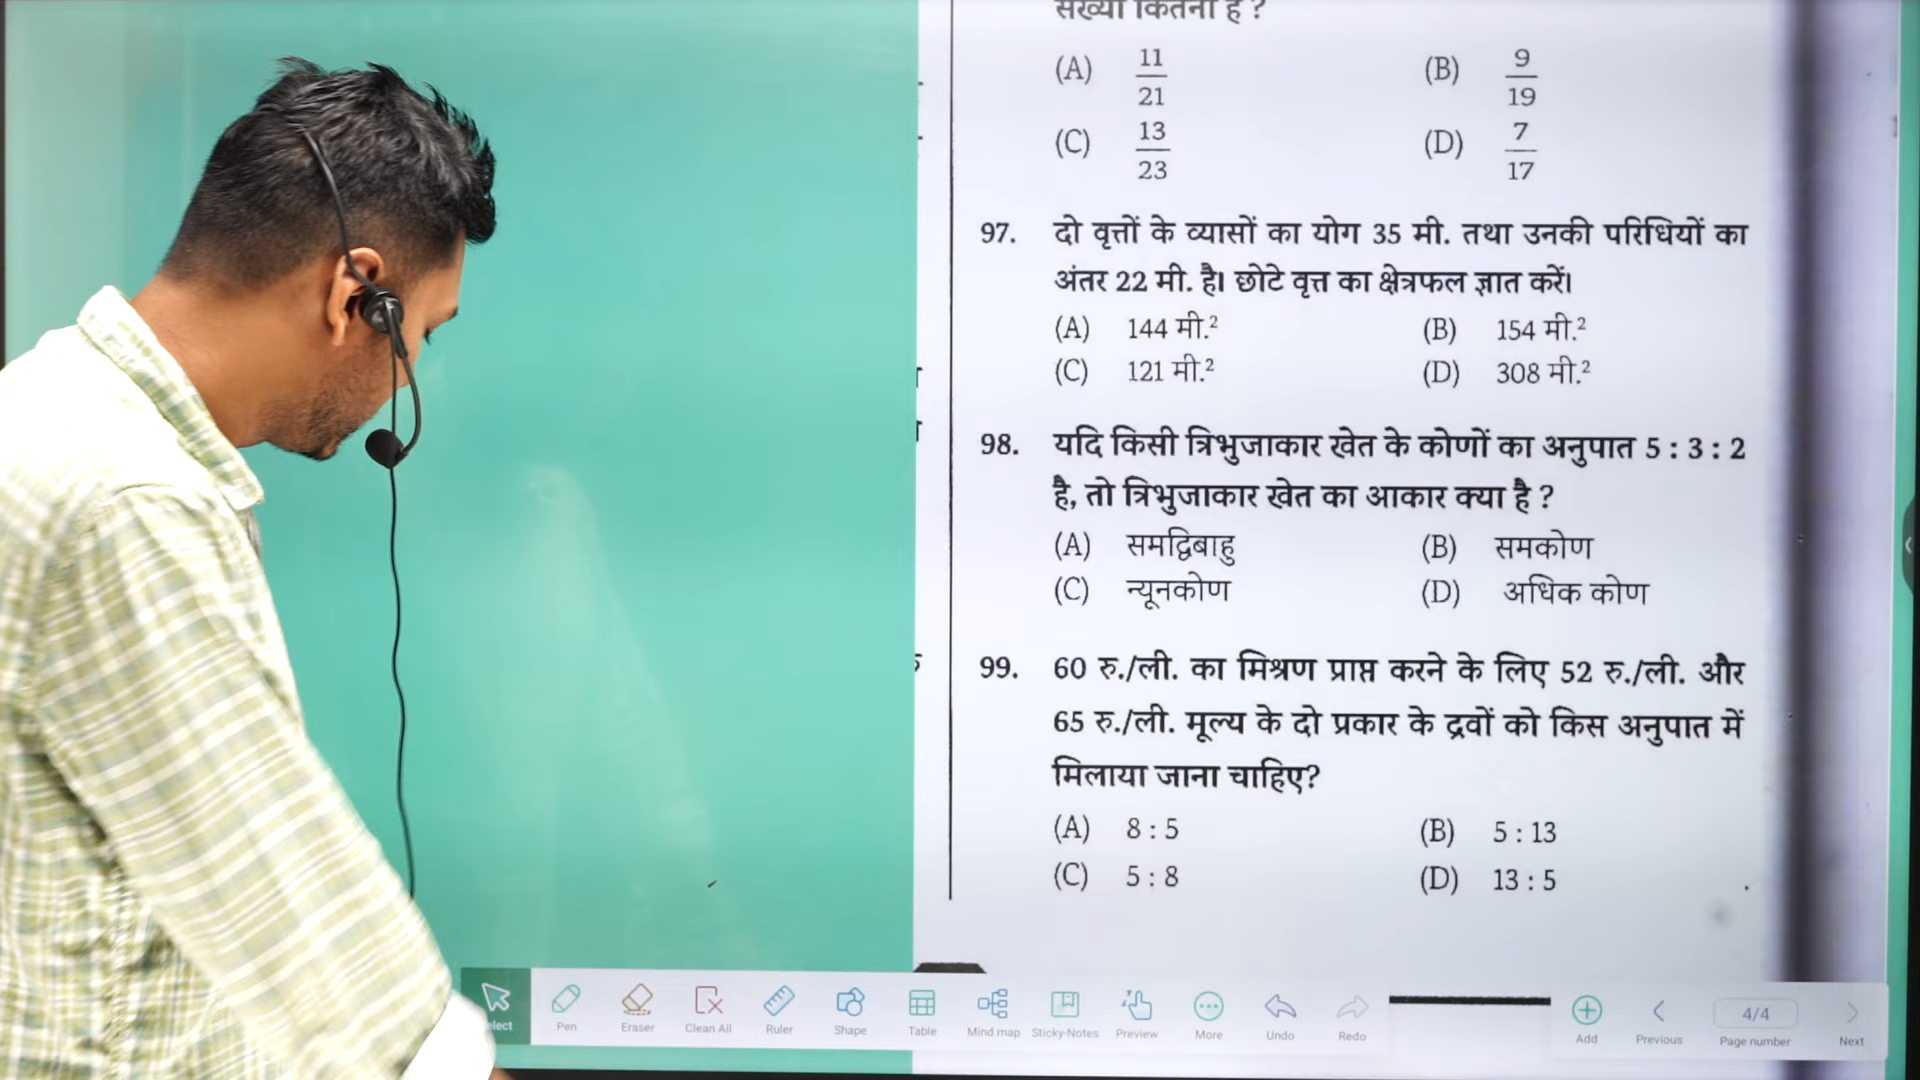 संख्या कितनी है ?
(A) 11/21 (B) 9/19
(C) 13/23 (D) 7/17
97. दो वृत्तों के व्यासों का योग 35 मी. तथा उनकी परिधियों का
अंतर 22 मी. है। छोटे वृत्त का क्षेत्रफल ज्ञात करें।
(A) 144 मी.² (B) 154 मी.²
(C) 121 मी.² (D) 308 मी.²
98. यदि किसी त्रिभुजाकार खेत के कोणों का अनुपात 5 : 3 : 2
है, तो त्रिभुजाकार खेत का आकार क्या है ?
(A) समद्विबाहु (B) समकोण
(C) न्यूनकोण (D) अधिक कोण
99. 60 रु./ली. का मिश्रण प्राप्त करने के लिए 52 रु./ली. और
65 रु./ली. मूल्य के दो प्रकार के द्रवों को किस अनुपात में
मिलाया जाना चाहिए?
(A) 8 : 5 (B) 5 : 13
(C) 5 : 8 (D) 13 : 5
elect Pen Eraser Clean All Ruler Shape Table Mind map Sticky-Notes Preview More Undo Redo Add Previous 4/4 Page number Next